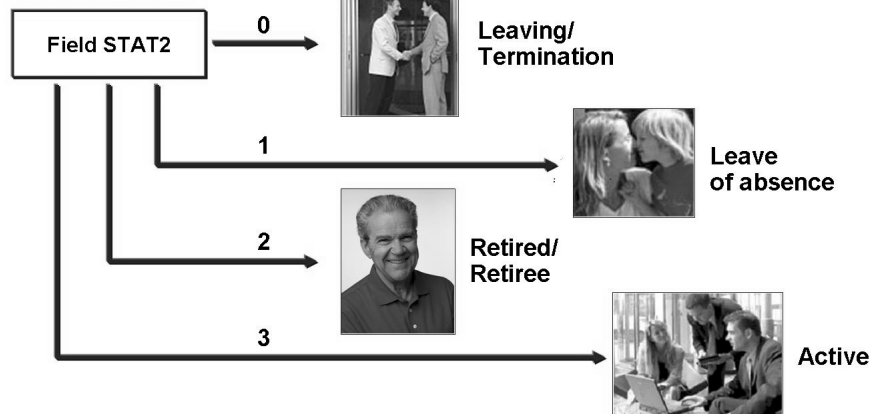 Field STAT2
0
Leaving/
Termination
1
Leave
of absence
2
Retired/
Retiree
3
Active